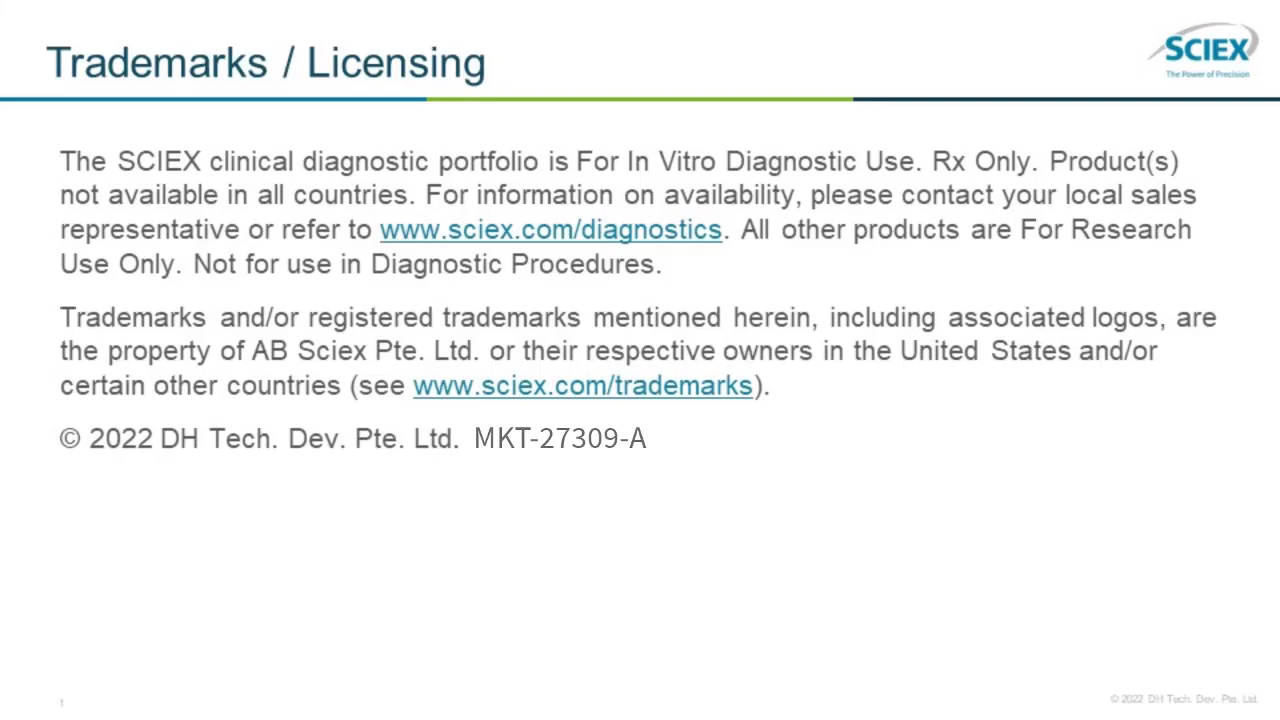 Trademarks / Licensing
SCIEX
The Power of Precision
The SCIEX clinical diagnostic portfolio is For In Vitro Diagnostic Use. Rx Only. Product(s)
not available in all countries. For information on availability, please contact your local sales
representative or refer to www.sciex.com/diagnostics. All other products are For Research
Use Only. Not for use in Diagnostic Procedures.
Trademarks and/or registered trademarks mentioned herein, including associated logos, are
the property of AB Sciex Pte. Ltd. or their respective owners in the United States and/or
certain other countries (see www.sciex.com/trademarks).
© 2022 DH Tech. Dev. Pte. Ltd. MKT-27309-A
1
© 2022 DH Tech. Dev. Pte. Ltd.